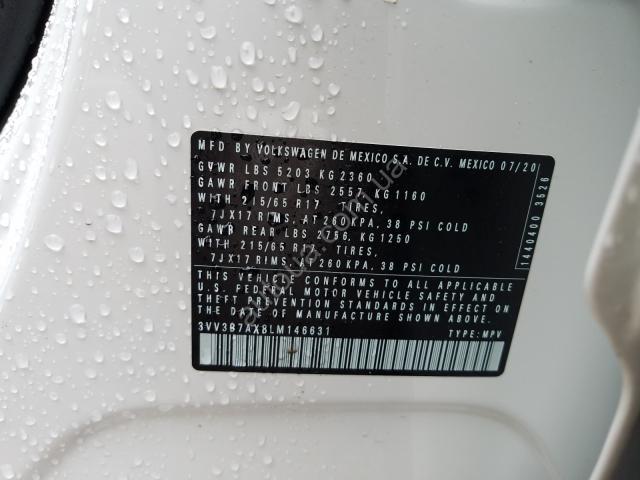 MFD BY VOLKSWAGEN DE MEXICO S.A. DE C.V. MEXICO 07/20
GVWR LBS 5203 KG 2360
GAWR FRONT LBS 2557, KG 1160
WITH 215/65 R17 TIRES,
7JX17 RIMS, AT 260 KPA, 38 PSI COLD
GAWR REAR LBS 2756, KG 1250
WITH 215/65 R17 TIRES,
7JX17 RIMS, AT 260 KPA, 38 PSI COLD
THIS VEHICLE CONFORMS TO ALL APPLICABLE
U.S. FEDERAL MOTOR VEHICLE SAFETY AND
THEFT PREVENTION STANDARDS IN EFFECT ON THE
DATE OF MANUFACTURE SHOWN ABOVE.
3VV3B7AX8LM146631 TYPE: MPV
1440400 3526